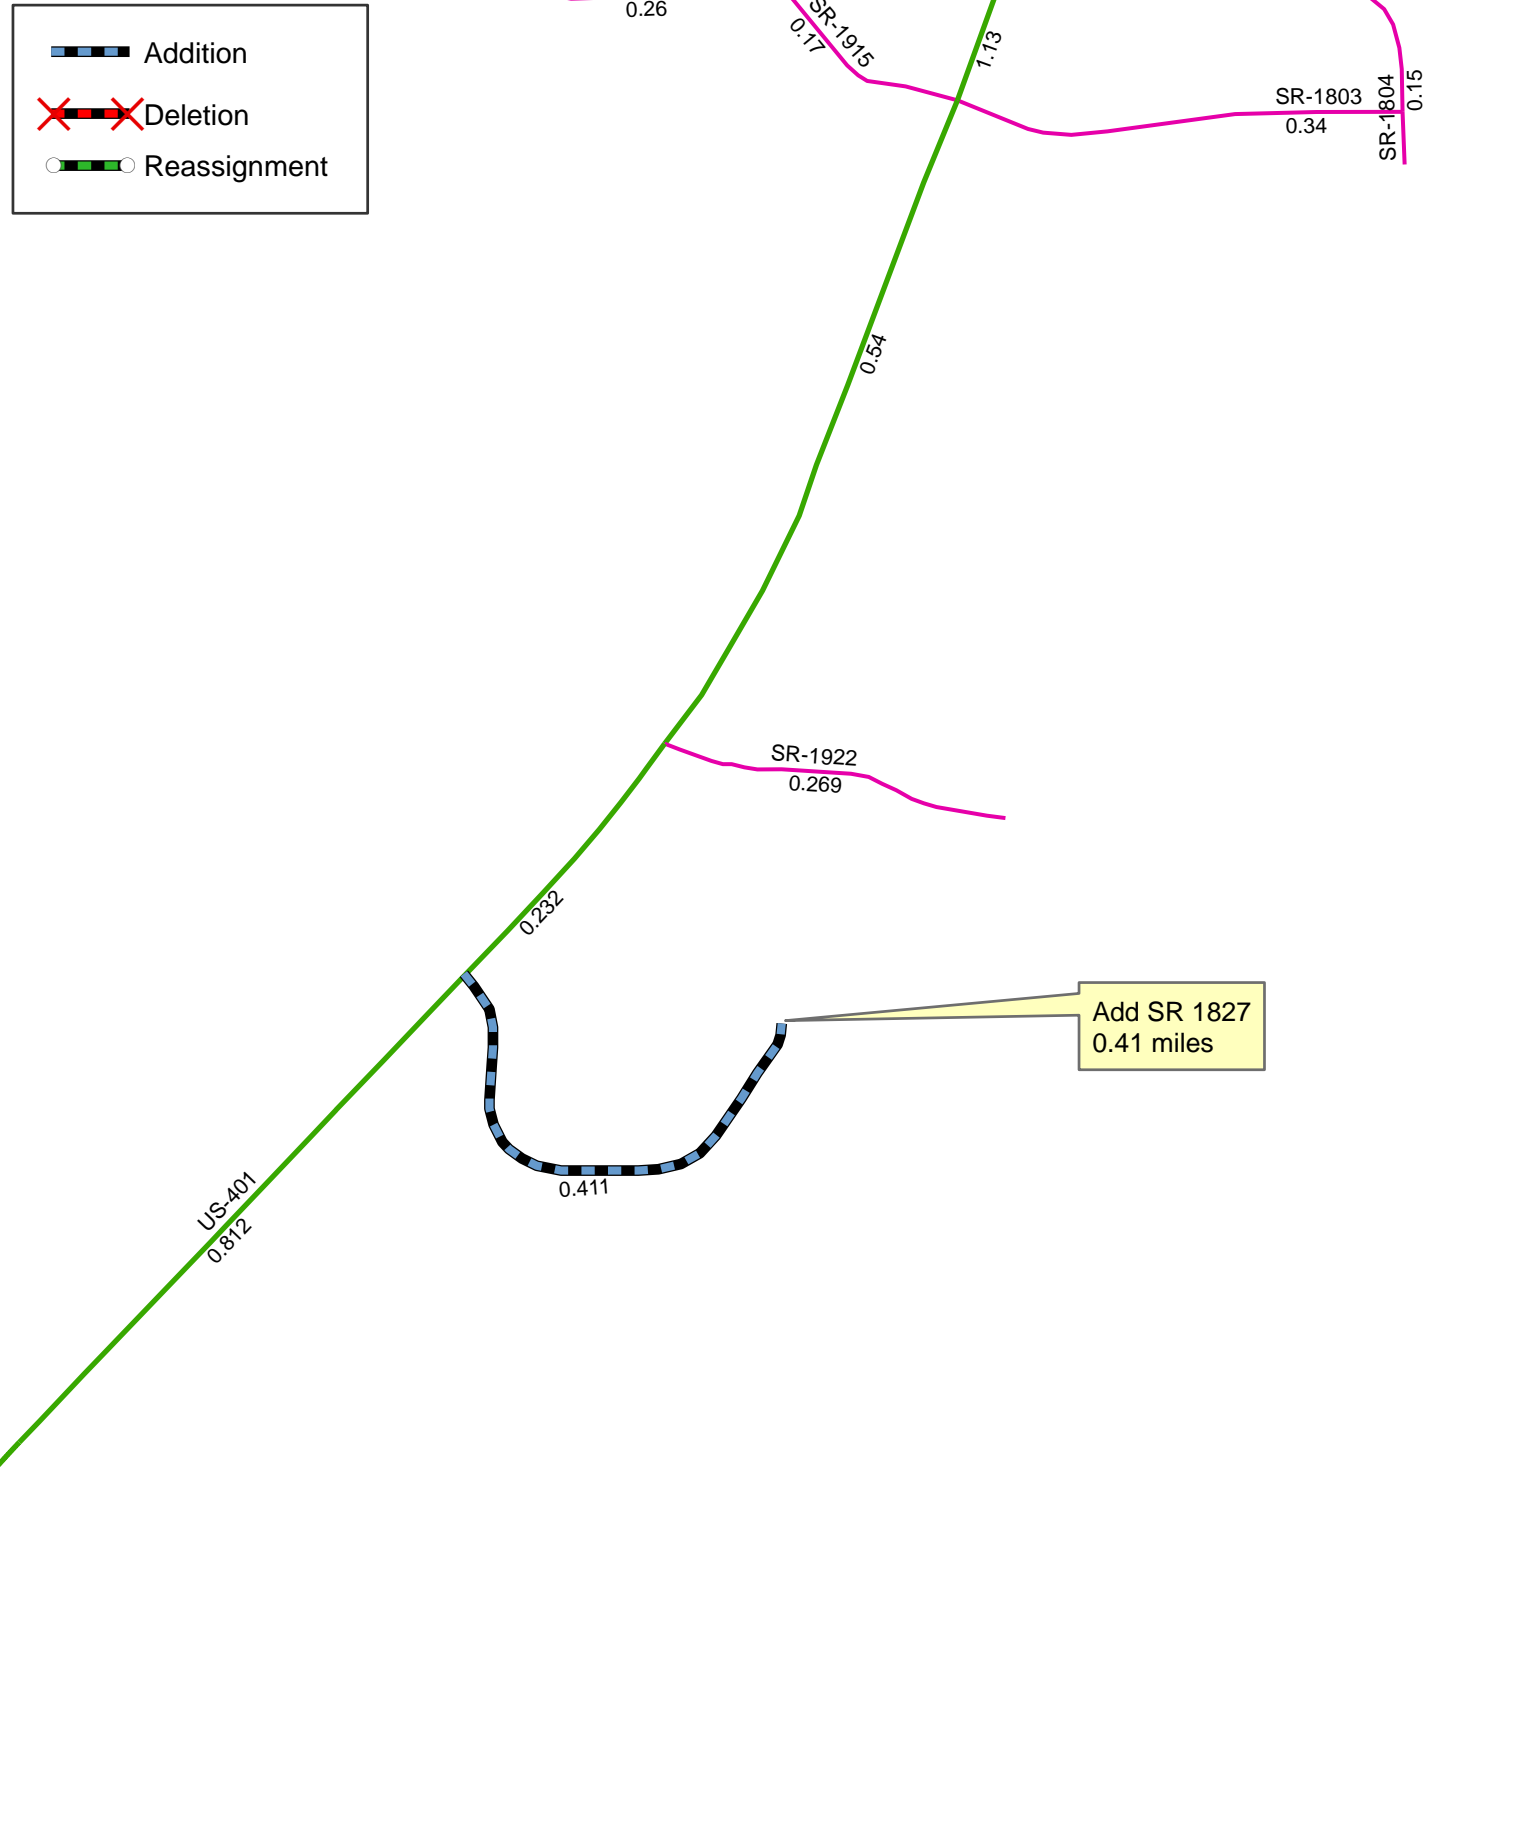 Addition
Deletion
Reassignment
0.26
SR-1915
0.17
1.13
SR-1803
0.34
SR-1804
0.15
0.54
SR-1922
0.269
0.232
Add SR 1827
0.41 miles
0.411
US-401
0.812